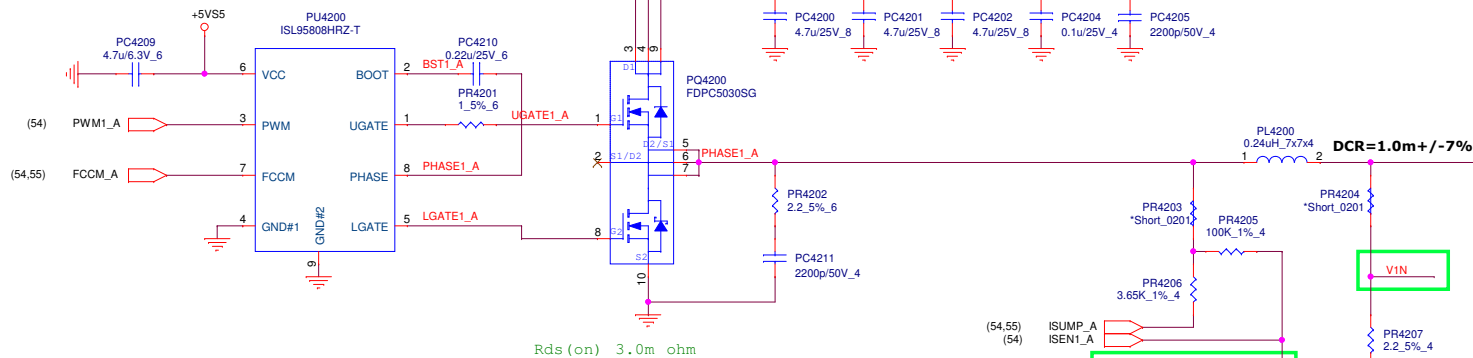 +5VS5
PU4200
ISL95808HRZ-T
PC4209
4.7u/6.3V_6
6
VCC
BOOT
2
BST1_A
PC4210
0.22u/25V_6
PR4201
1_5%_6
(54)
PWM1_A
3
PWM
UGATE
1
UGATE1_A
(54,55)
FCCM_A
7
FCCM
PHASE
8
PHASE1_A
4
GND#1
GND#2
9
LGATE
5
LGATE1_A
3
4
9
D1
PQ4200
FDPC5030SG
1
G1
D2/S1
5
2
S1/D2
6
7
PHASE1_A
8
G2
S2
10
Rds(on) 3.0m ohm
PC4200
4.7u/25V_8
PC4201
4.7u/25V_8
PC4202
4.7u/25V_8
PC4204
0.1u/25V_4
PC4205
2200p/50V_4
PR4202
2.2_5%_6
PC4211
2200p/50V_4
PL4200
0.24uH_7x7x4
1
2
DCR=1.0m+/-7%
PR4203
*Short_0201
PR4205
100K_1%_4
PR4204
*Short_0201
PR4206
3.65K_1%_4
V1N
(54,55)
ISUMP_A
(54)
ISEN1_A
PR4207
2.2_5%_4